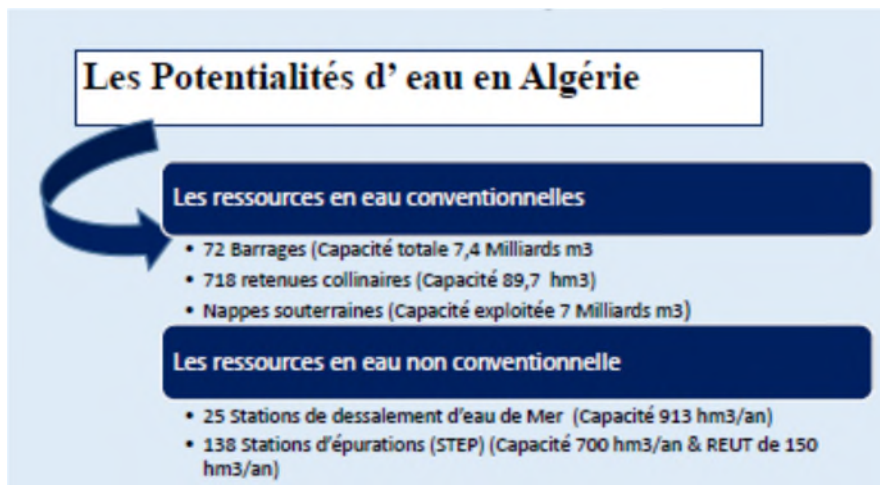 Les Potentialités d' eau en Algérie
Les ressources en eau conventionnelles
• 72 Barrages (Capacité totale 7,4 Milliards m3
• 718 retenues collinaires (Capacité 89,7 hm3)
• Nappes souterraines (Capacité exploitée 7 Milliards m3)
Les ressources en eau non conventionnelle
• 25 Stations de dessalement d'eau de Mer (Capacité 913 hm3/an)
• 138 Stations d'épurations (STEP) (Capacité 700 hm3/an & REUT de 150
hm3/an)